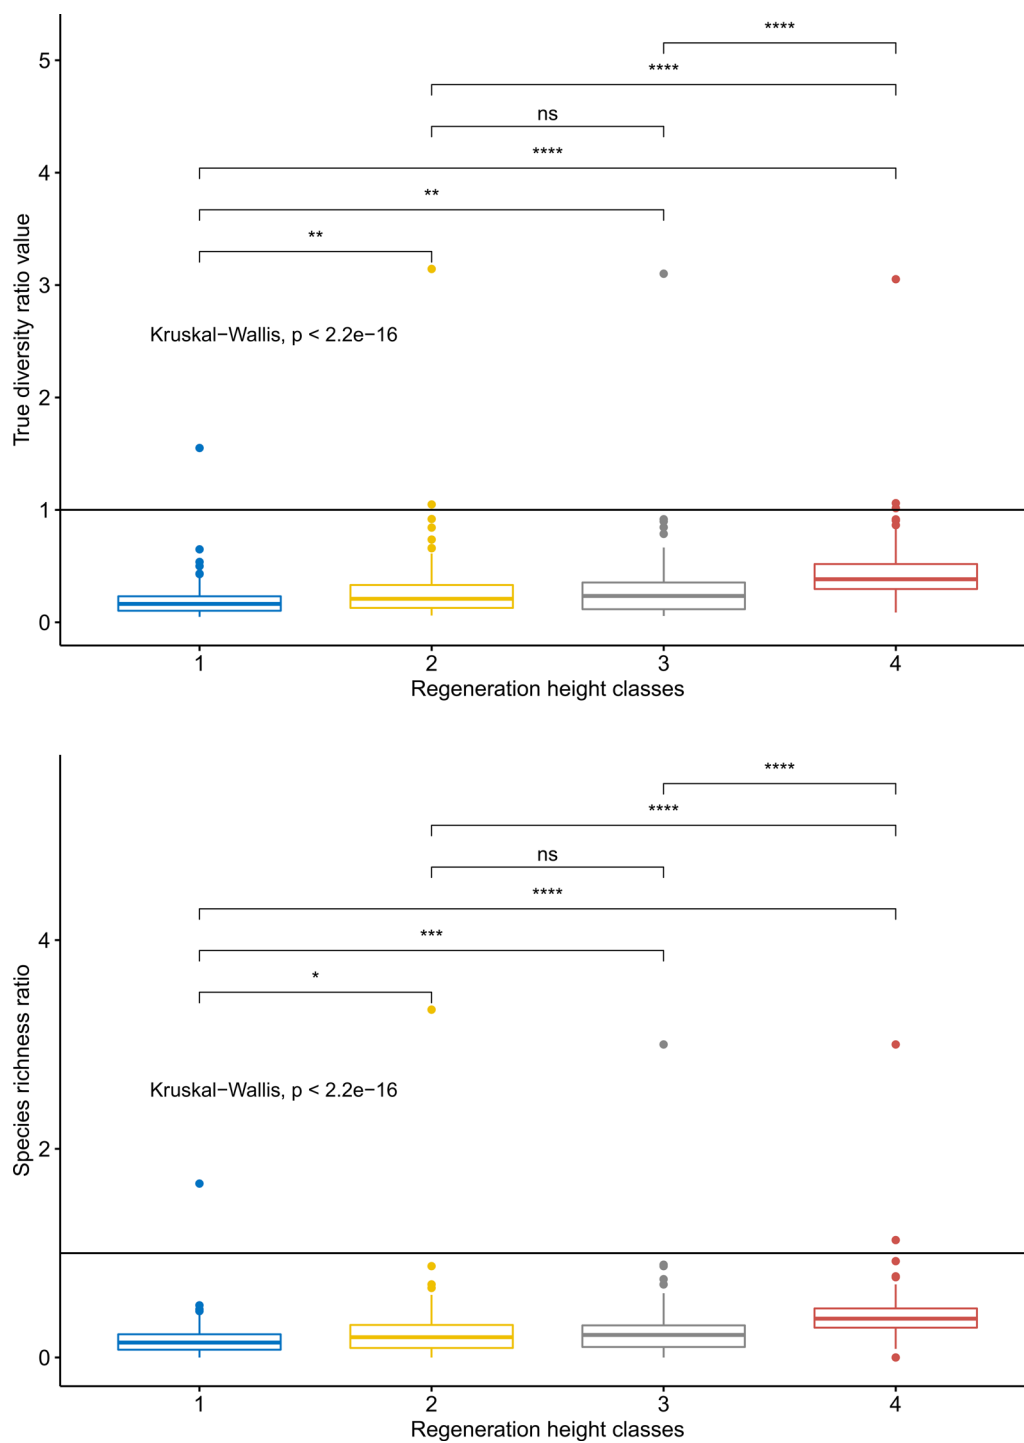 ****
5
****
ns
****
4
**
**
3
Kruskal−Wallis, p < 2.2e−16
2
True diversity ratio value
1
0
1 2 3 4
Regeneration height classes
****
****
ns
****
4
***
*
Kruskal−Wallis, p < 2.2e−16
2
Species richness ratio
0
1 2 3 4
Regeneration height classes